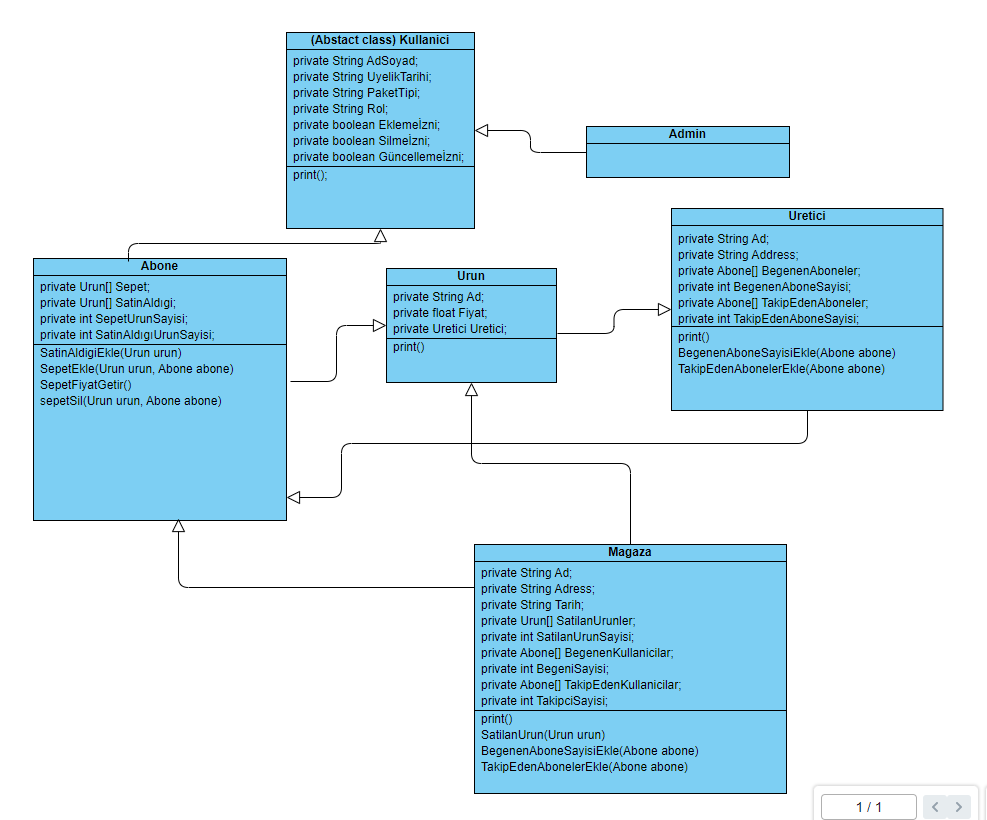 (Abstact class) Kullanici
private String AdSoyad;
private String UyelikTarihi;
private String PaketTipi;
private String Rol;
private boolean Eklemeİzni;
private boolean Silmeİzni;
private boolean Güncellemeİzni;
print();
Admin
Uretici
private String Ad;
private String Address;
private Abone[] BegenenAboneler;
private int BegenenAboneSayisi;
private Abone[] TakipEdenAboneler;
private int TakipEdenAboneSayisi;
print()
BegenenAboneSayisiEkle(Abone abone)
TakipEdenAbonelerEkle(Abone abone)
Abone
private Urun[] Sepet;
private Urun[] SatinAldıgi;
private int SepetUrunSayisi;
private int SatinAldıgıUrunSayisi;
SatinAldigiEkle(Urun urun)
SepetEkle(Urun urun, Abone abone)
SepetFiyatGetir()
sepetSil(Urun urun, Abone abone)
Urun
private String Ad;
private float Fiyat;
private Uretici Uretici;
print()
Magaza
private String Ad;
private String Adress;
private String Tarih;
private Urun[] SatilanUrunler;
private int SatilanUrunSayisi;
private Abone[] BegenenKullanicilar;
private int BegeniSayisi;
private Abone[] TakipEdenKullanicilar;
private int TakipciSayisi;
print()
SatilanUrun(Urun urun)
BegenenAboneSayisiEkle(Abone abone)
TakipEdenAbonelerEkle(Abone abone)
1 / 1